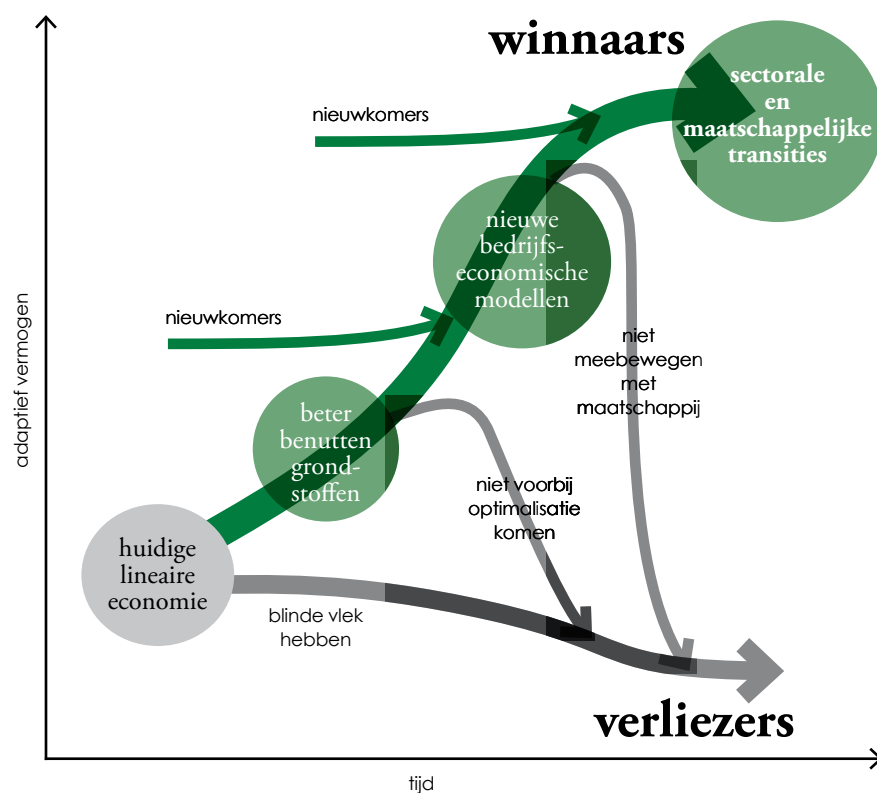 winnaars
sectorale
en
maatschappelijke
transities
nieuwkomers
nieuwe
bedrijfs-
economische
modellen
nieuwkomers
niet
meebewegen
met
maatschappij
adaptief vermogen
beter
benutten
grond-
stoffen
niet voorbij
optimalisatie
komen
huidige
lineaire
economie
blinde vlek
hebben
verliezers
tijd